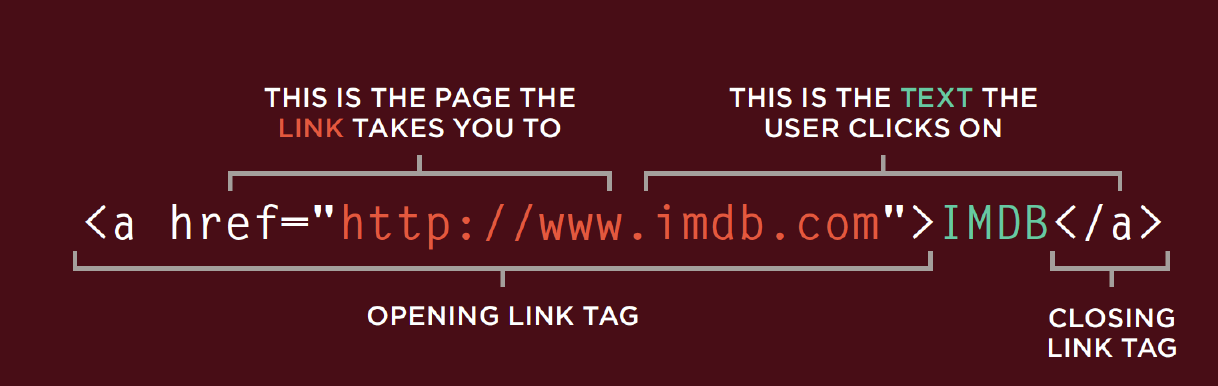 THIS IS THE PAGE THE
LINK TAKES YOU TO
THIS IS THE TEXT THE
USER CLICKS ON
<a href="http://www.imdb.com">IMDB</a>
OPENING LINK TAG
CLOSING
LINK TAG